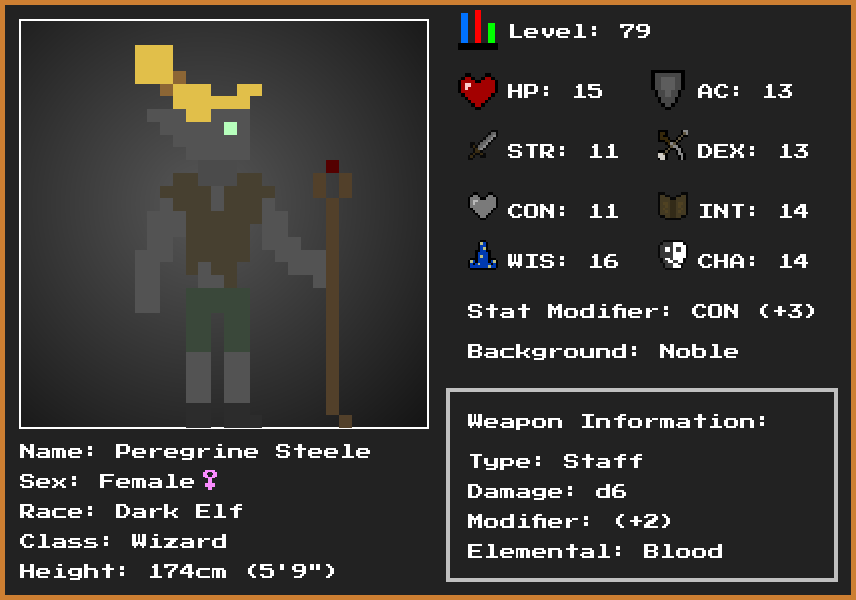 Level: 79
HP: 15
AC: 13
STR: 11
DEX: 13
CON: 11
INT: 14
WIS: 16
CHA: 14
Stat Modifier: CON (+3)
Background: Noble
Weapon Information:
Type: Staff
Damage: d6
Modifier: (+2)
Elemental: Blood
Name: Peregrine Steele
Sex: Female♀
Race: Dark Elf
Class: Wizard
Height: 174cm (5'9")